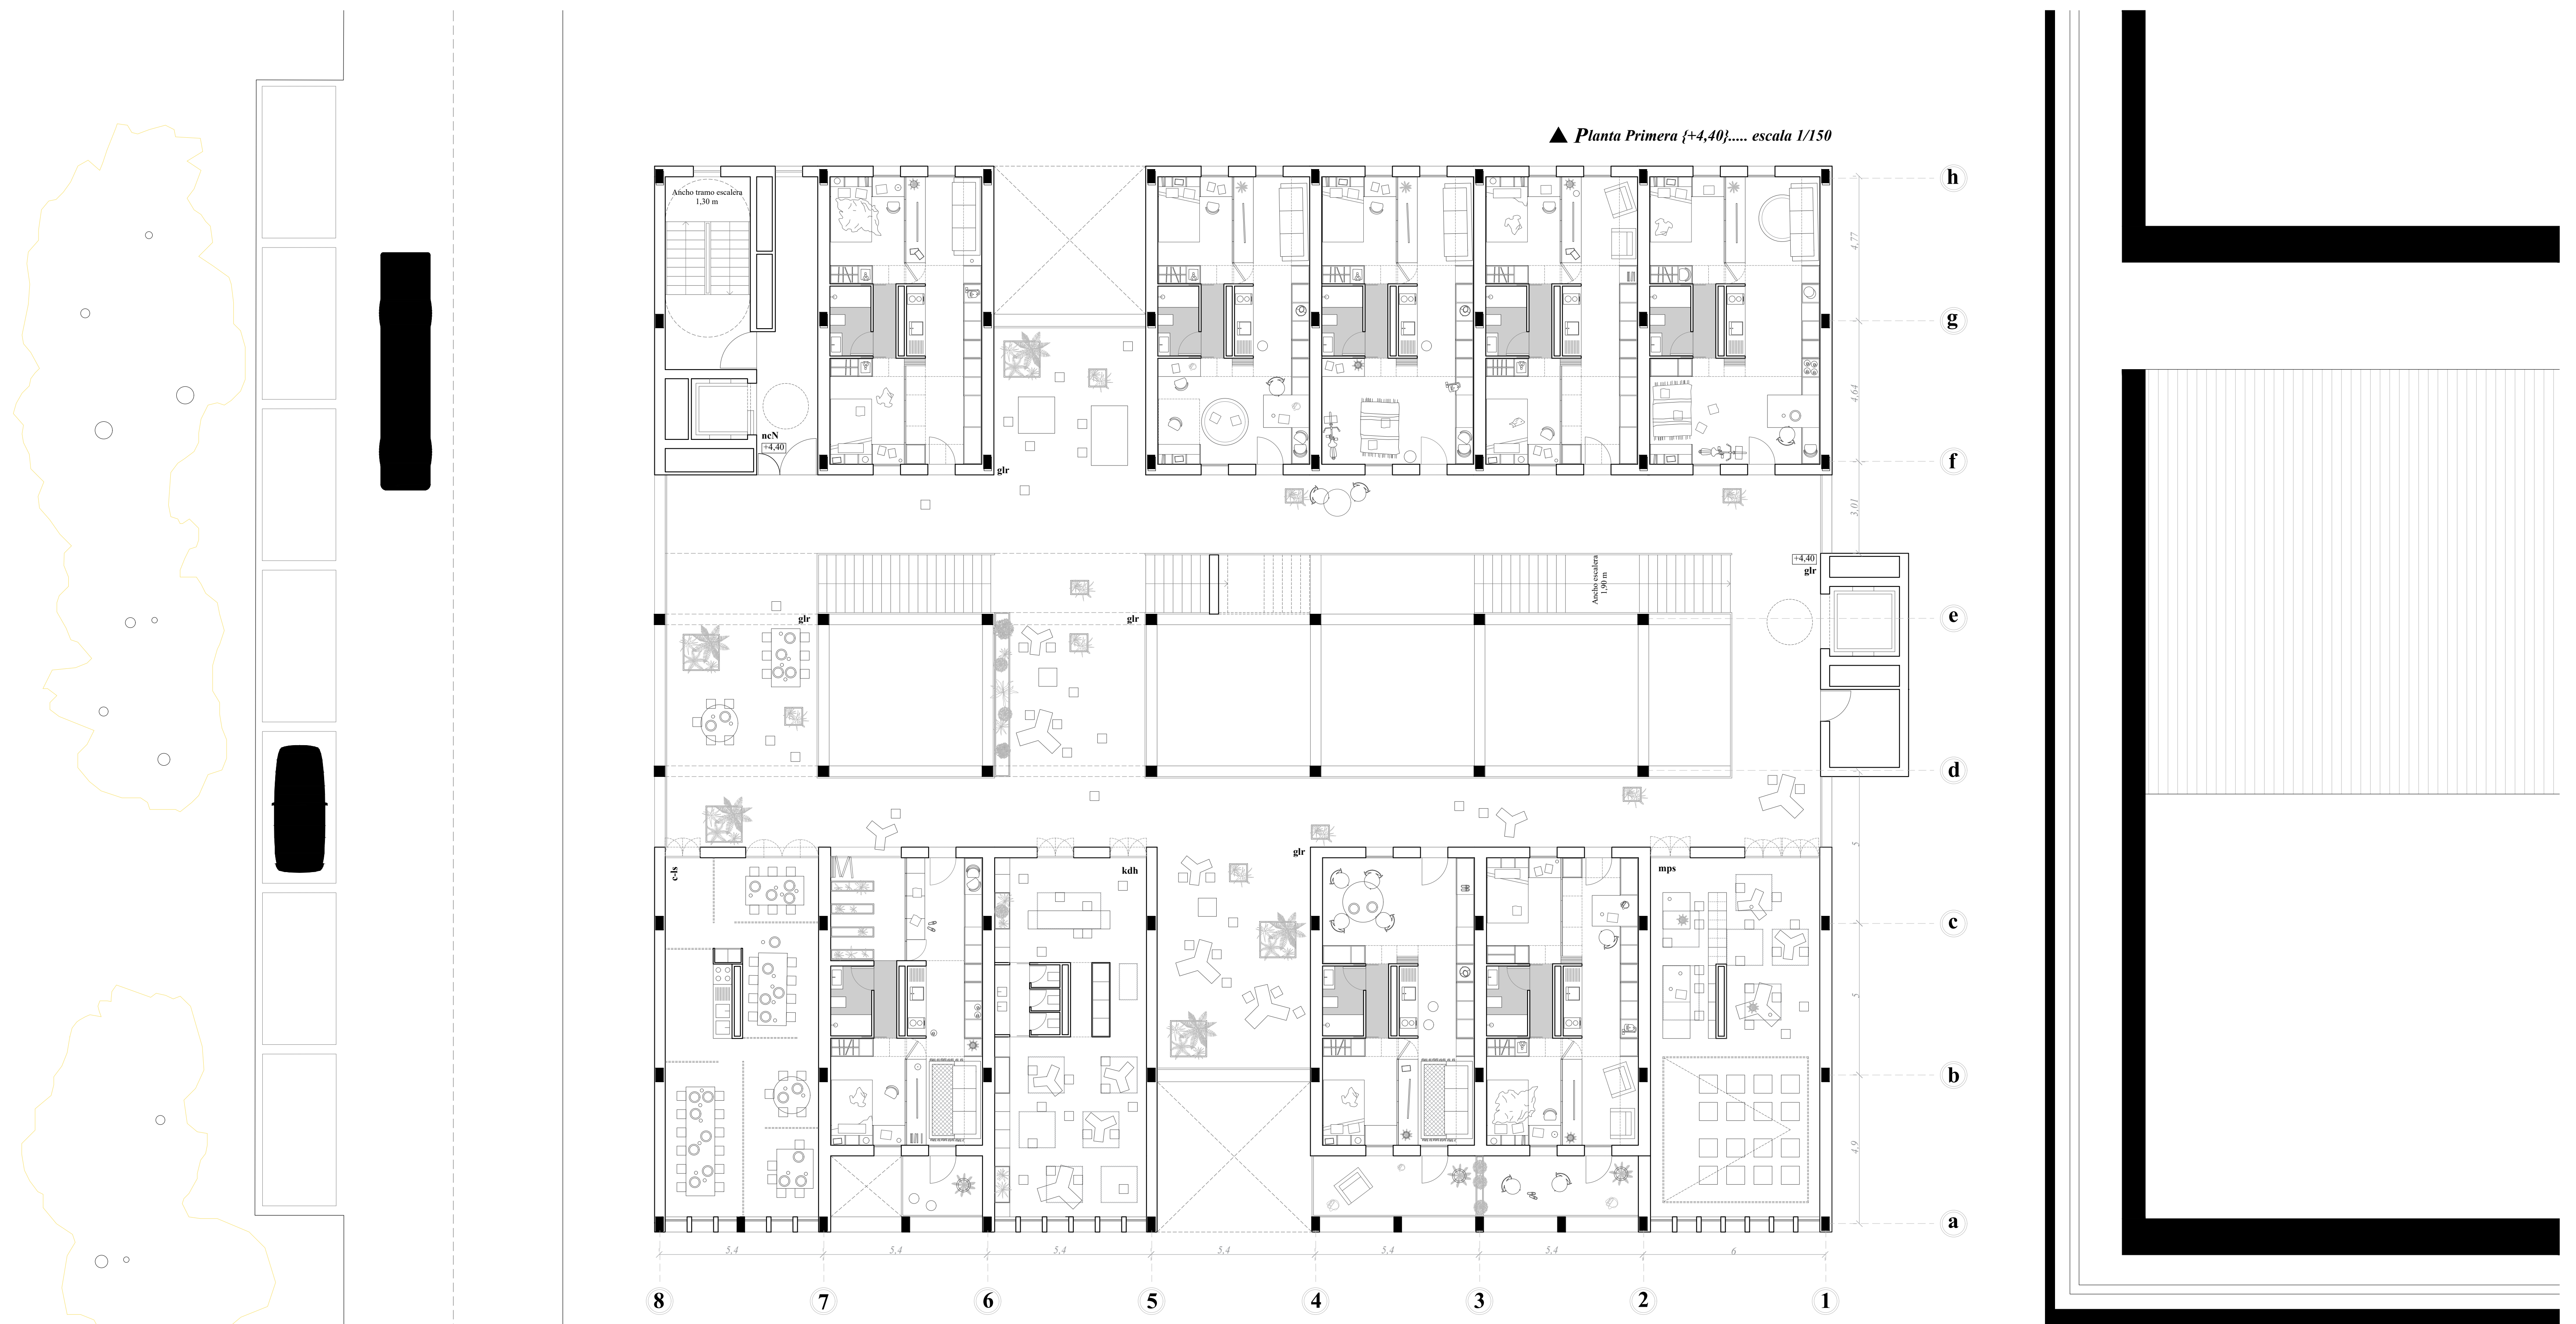 Planta Primera {+4,40}..... escala 1/150
h
Ancho tramo escalera
1,30 m
4,77
g
4,64
ncN
+4,40
f
glr
3,01
Ancho escalera
1,90 m
+4,40
glr
glr
glr
e
d
glr
5
c-ls
kdh
mps
c
5
b
4,9
a
5,4
5,4
5,4
5,4
5,4
5,4
6
8
7
6
5
4
3
2
1